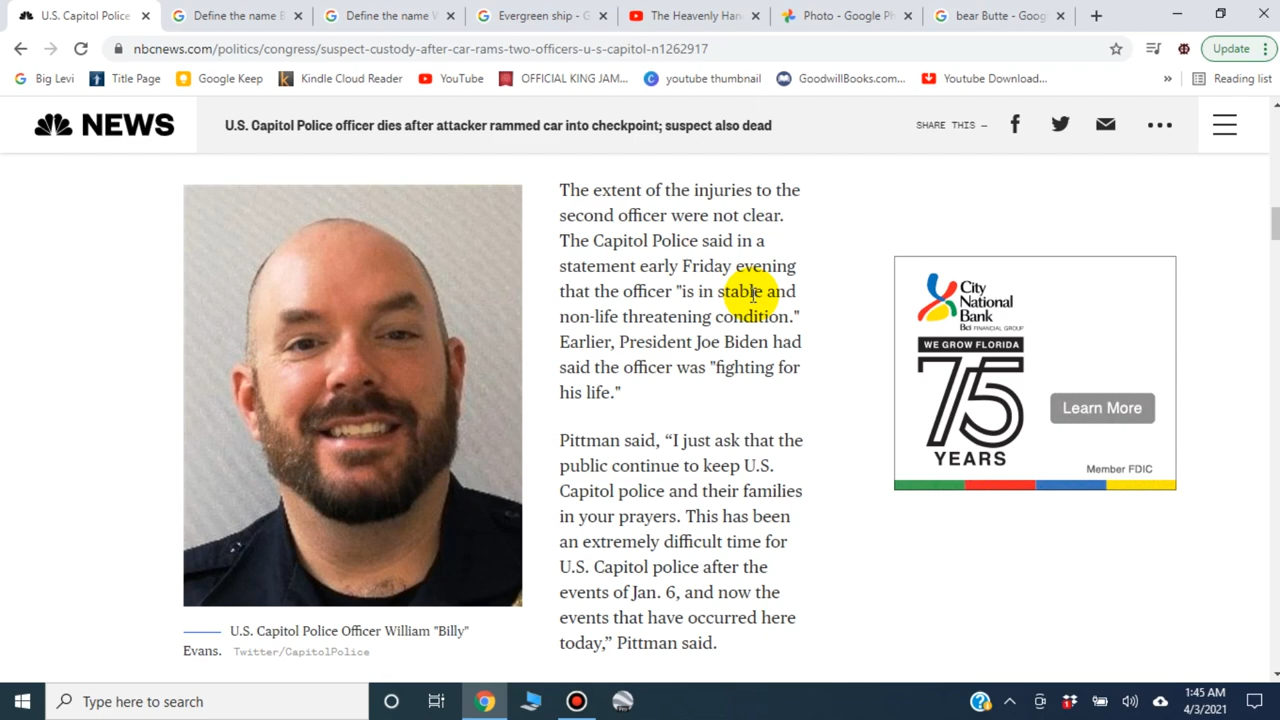 U.S. Capitol Police
Define the name B
Define the name W
Evergreen ship - G
The Heavenly Han
Photo - Google Ph
bear Butte - Goog
nbcnews.com/politics/congress/suspect-custody-after-car-rams-two-officers-u-s-capitol-n1262917
Update
Big Levi
Title Page
Google Keep
Kindle Cloud Reader
YouTube
OFFICIAL KING JAM...
youtube thumbnail
GoodwillBooks.com...
Youtube Download...
»
Reading list
NEWS
U.S. Capitol Police officer dies after attacker rammed car into checkpoint; suspect also dead
SHARE THIS —
The extent of the injuries to the
second officer were not clear.
The Capitol Police said in a
statement early Friday evening
that the officer "is in stable and
non-life threatening condition."
Earlier, President Joe Biden had
said the officer was "fighting for
his life."
Pittman said, “I just ask that the
public continue to keep U.S.
Capitol police and their families
in your prayers. This has been
an extremely difficult time for
U.S. Capitol police after the
events of Jan. 6, and now the
events that have occurred here
today,” Pittman said.
U.S. Capitol Police Officer William "Billy"
Evans. Twitter/CapitolPolice
City
National
Bank
Bci FINANCIAL GROUP
WE GROW FLORIDA
75
YEARS
Learn More
Member FDIC
Type here to search
1:45 AM
4/3/2021